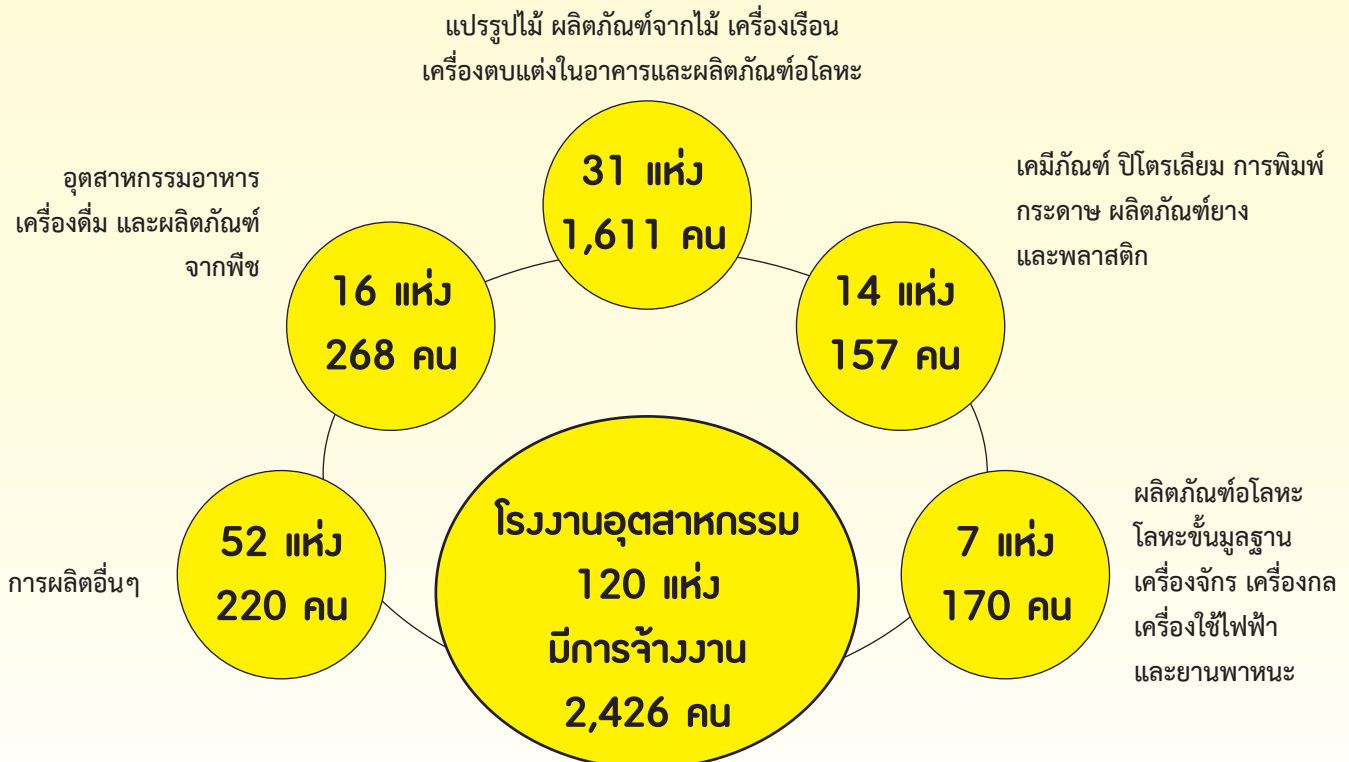 แปรรูปไม้ ผลิตภัณฑ์จากไม้ เครื่องเรือน
เครื่องตบแต่งในอาคารและผลิตภัณฑ์อโลหะ
31 แห่ง
1,611 คน
อุตสาหกรรมอาหาร
เครื่องดื่ม และผลิตภัณฑ์
จากพืช
16 แห่ง
268 คน
เคมีภัณฑ์ ปิโตรเลียม การพิมพ์
กระดาษ ผลิตภัณฑ์ยาง
และพลาสติก
14 แห่ง
157 คน
การผลิตอื่นๆ
52 แห่ง
220 คน
โรงงานอุตสาหกรรม
120 แห่ง
มีการจ้างงาน
2,426 คน
7 แห่ง
170 คน
ผลิตภัณฑ์อโลหะ
โลหะขั้นมูลฐาน
เครื่องจักร เครื่องกล
เครื่องใช้ไฟฟ้า
และยานพาหนะ